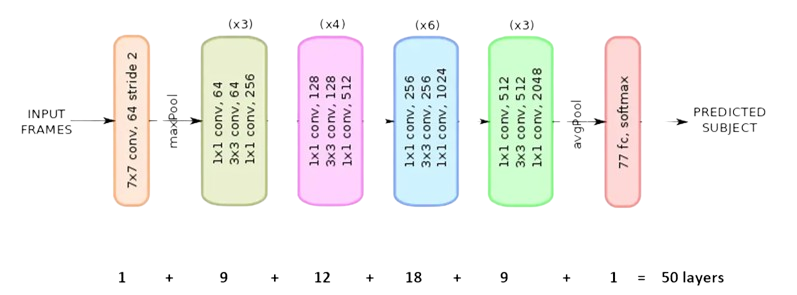 (x3)
(x4)
(x6)
(x3)
INPUT
FRAMES
7x7 conv, 64 stride 2
maxPool
1x1 conv, 64
3x3 conv, 64
1x1 conv, 256
1x1 conv, 128
3x3 conv, 128
1x1 conv, 512
1x1 conv, 256
3x3 conv, 256
1x1 conv, 1024
1x1 conv, 512
3x3 conv, 512
1x1 conv, 2048
avgPool
77 fc, softmax
PREDICTED
SUBJECT
1 + 9 + 12 + 18 + 9 + 1 = 50 layers